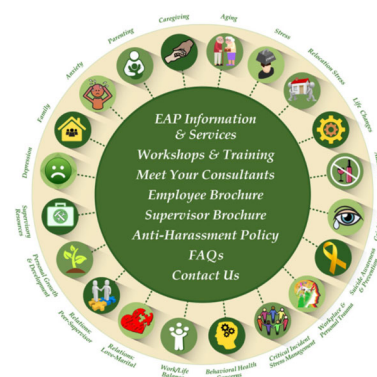 Caregiving
Aging
Stress
Relocation Stress
Life Changes
Suicide Awareness
& Prevention
Workplace &
Personal Trauma
Critical Incident
Stress Management
Behavioral Health
Work/Life
Relations:
Love-Marital
Relations:
Peer-Supervisor
Personal Growth
& Development
Supervisory
Resources
Depression
Family
Anxiety
Parenting
EAP Information
& Services
Workshops & Training
Meet Your Consultants
Employee Brochure
Supervisor Brochure
Anti-Harassment Policy
FAQs
Contact Us